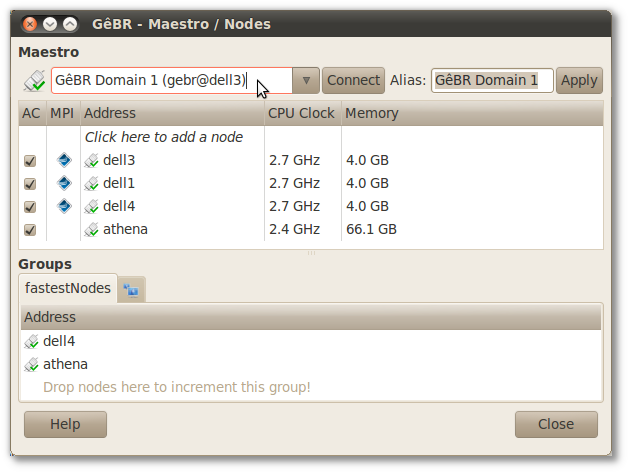 GêBR - Maestro / Nodes
Maestro
GêBR Domain 1 (gebr@dell3) Connect Alias: GêBR Domain 1 Apply
AC MPI Address CPU Clock Memory
Click here to add a node
dell3 2.7 GHz 4.0 GB
dell1 2.7 GHz 4.0 GB
dell4 2.7 GHz 4.0 GB
athena 2.4 GHz 66.1 GB
Groups
fastestNodes
Address
dell4
athena
Drop nodes here to increment this group!
Help Close